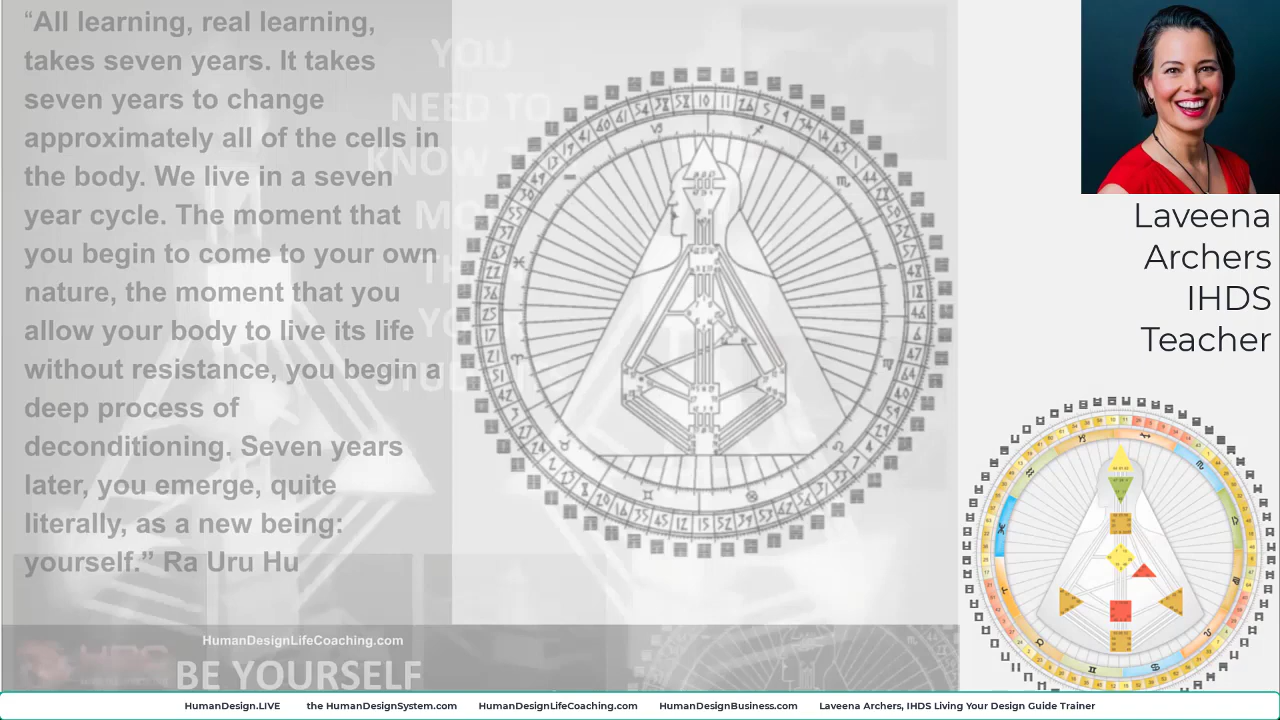 “All learning, real learning,
takes seven years. It takes
seven years to change
approximately all of the cells in
the body. We live in a seven
year cycle. The moment that
you begin to come to your own
nature, the moment that you
allow your body to live its life
without resistance, you begin a
deep process of
deconditioning. Seven years
later, you emerge, quite
literally, as a new being:
yourself.” Ra Uru Hu
YOU
NEED TO
KNOW
HumanDesignLifeCoaching.com
BE YOURSELF
Laveena
Archers
IHDS
Teacher
HumanDesign.LIVE the HumanDesignSystem.com HumanDesignLifeCoaching.com HumanDesignBusiness.com Laveena Archers, IHDS Living Your Design Guide Trainer